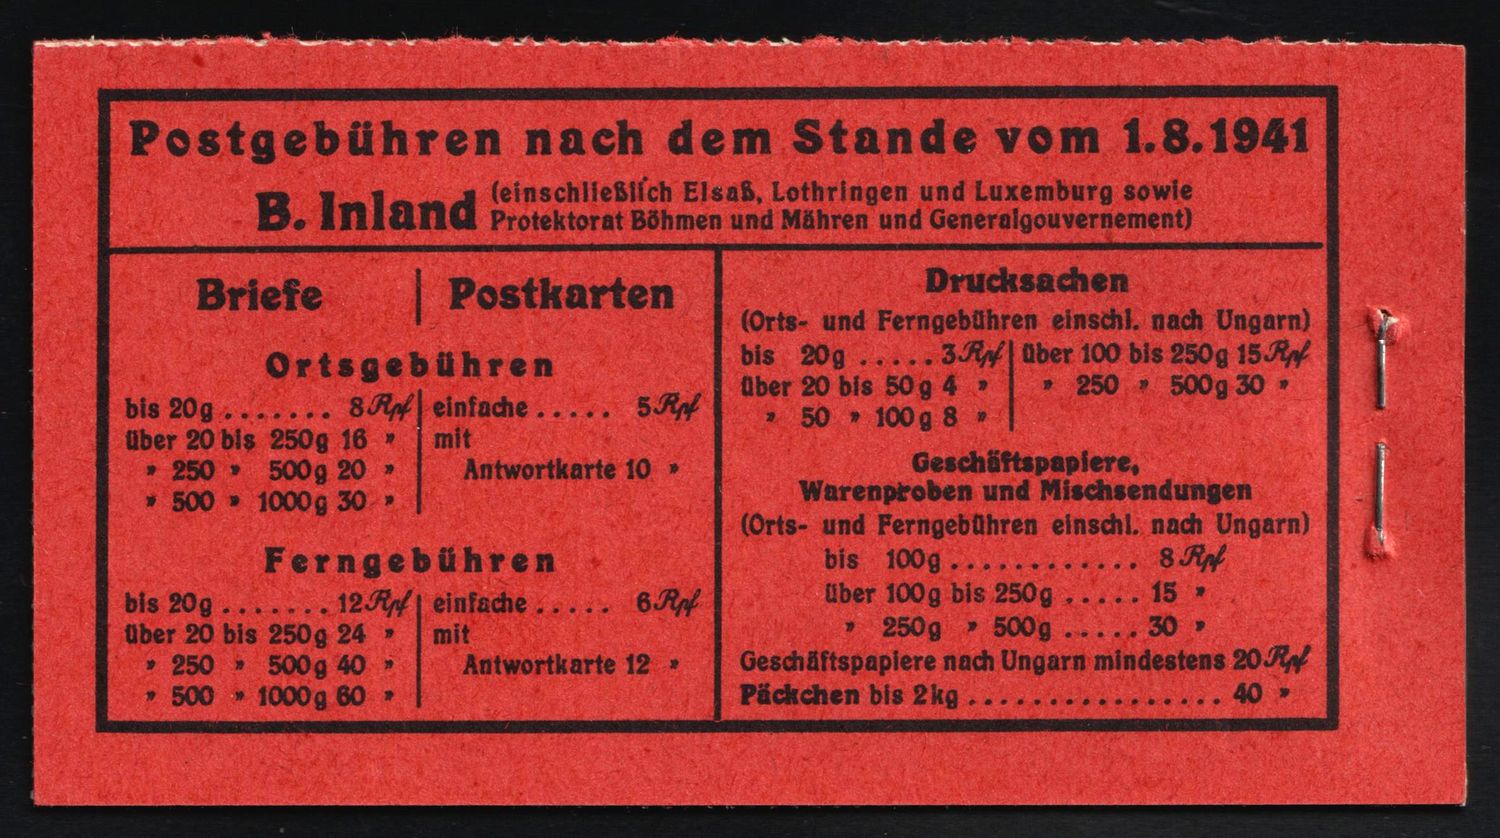 Postgebühren nach dem Stande vom 1.8.1941
B. Inland (einschließlich Elsaß, Lothringen und Luxemburg sowie
Protektorat Böhmen und Mähren und Generalgouvernement)
Briefe | Postkarten
Ortsgebühren
bis 20g ....... 8 Rpf
über 20 bis 250g 16 "
" 250 " 500g 20 "
" 500 " 1000g 30 "
einfache ..... 5 Rpf
mit
Antwortkarte 10 "
Ferngebühren
bis 20g ....... 12 Rpf
über 20 bis 250g 24 "
" 250 " 500g 40 "
" 500 " 1000g 60 "
einfache ..... 6 Rpf
mit
Antwortkarte 12 "
Drucksachen
(Orts- und Ferngebühren einschl. nach Ungarn)
bis 20g ..... 3 Rpf
über 20 bis 50g 4 "
" 50 " 100g 8 "
über 100 bis 250g 15 Rpf
" 250 " 500g 30 "
Geschäftspapiere,
Warenproben und Mischsendungen
(Orts- und Ferngebühren einschl. nach Ungarn)
bis 100g ............. 8 Rpf
über 100g bis 250g ..... 15 "
" 250g " 500g ..... 30 "
Geschäftspapiere nach Ungarn mindestens 20 Rpf
Päckchen bis 2kg ................ 40 "